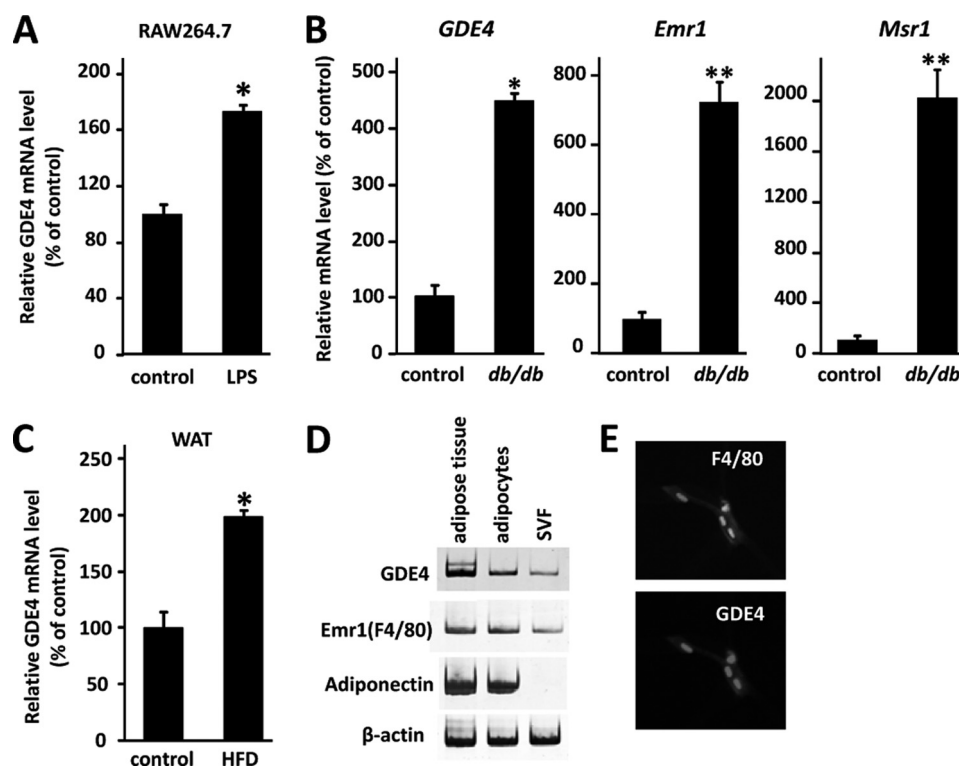 A
RAW264.7
Relative GDE4 mRNA level
(% of control)
200
160
120
80
40
0
*
control LPS
B
GDE4 Emr1 Msr1
Relative mRNA level (% of control)
500
400
300
200
100
0
*
control db/db
800
600
400
200
0
**
control db/db
2000
1600
1200
800
400
0
**
control db/db
C
WAT
Relative GDE4 mRNA level
(% of control)
250
200
150
100
50
0
*
control HFD
D
adipose tissue
adipocytes
SVF
GDE4
Emr1(F4/80)
Adiponectin
β-actin
E
F4/80
GDE4